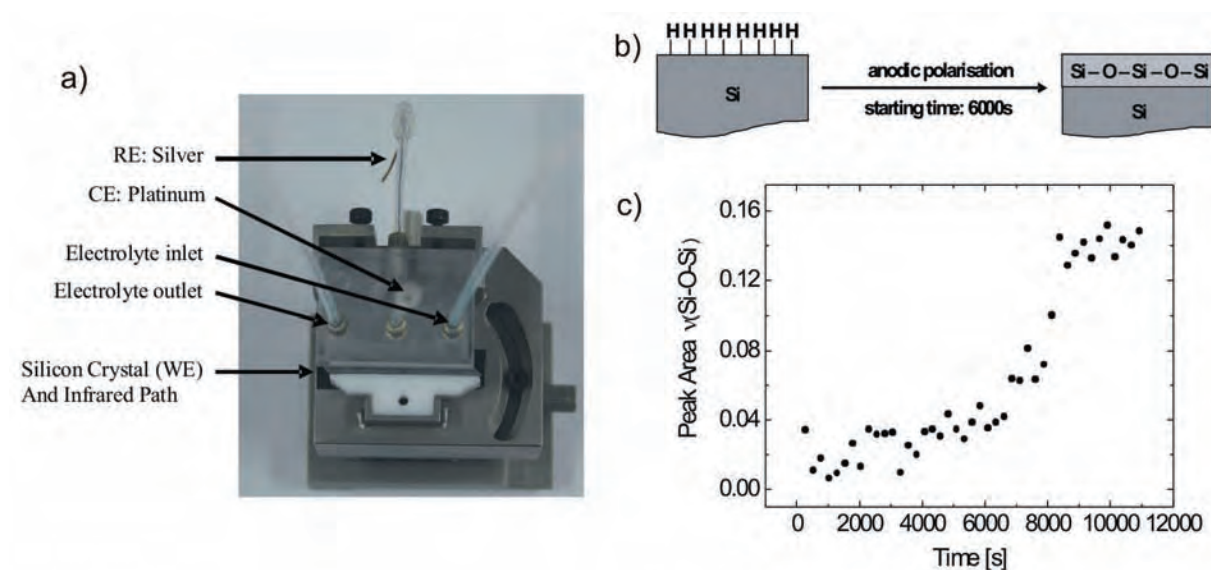 a)
RE: Silver
CE: Platinum
Electrolyte inlet
Electrolyte outlet
Silicon Crystal (WE)
And Infrared Path
b)
H H H H H H H H
Si
anodic polarisation
starting time: 6000s
Si – O – Si – O – Si
Si
c)
Peak Area ν(Si-O-Si)
0.16
0.12
0.08
0.04
0.00
0 2000 4000 6000 8000 10000 12000
Time [s]